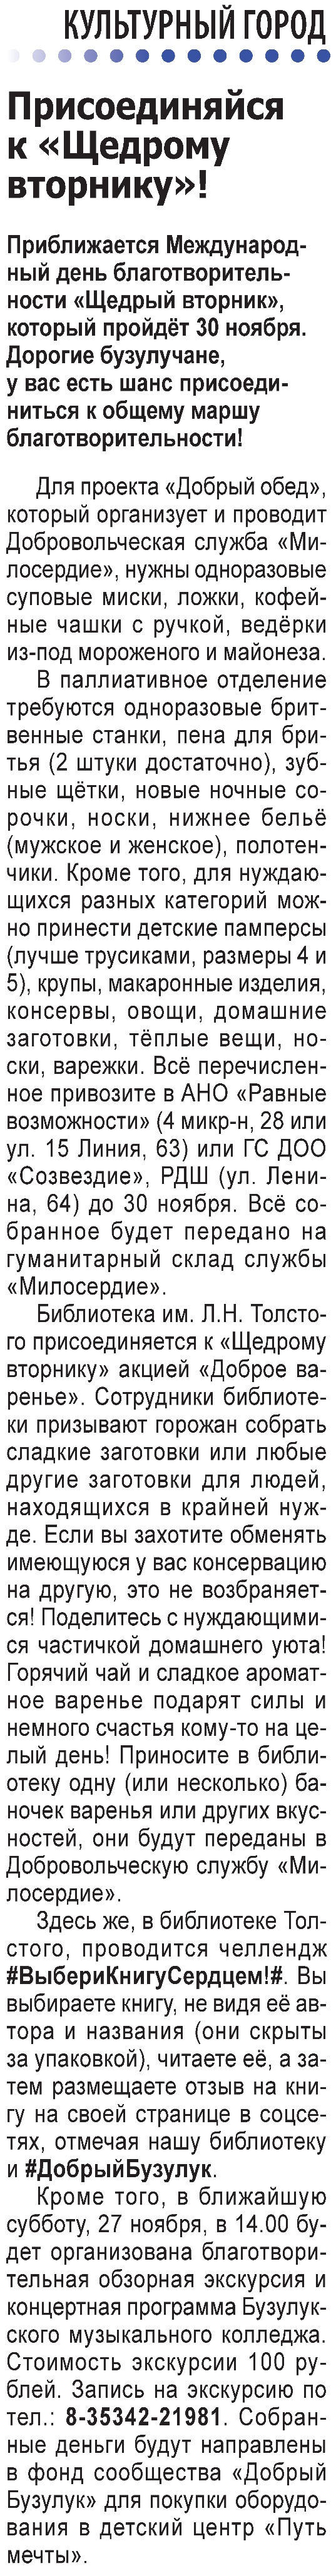 КУЛЬТУРНЫЙ ГОРОД
Присоединяйся
к «Щедрому
вторнику»!
Приближается Международ-
ный день благотворитель-
ности «Щедрый вторник»,
который пройдёт 30 ноября.
Дорогие бузулучане,
у вас есть шанс присоеди-
ниться к общему маршу
благотворительности!
Для проекта «Добрый обед»,
который организует и проводит
Добровольческая служба «Ми-
лосердие», нужны одноразовые
суповые миски, ложки, кофей-
ные чашки с ручкой, ведёрки
из-под мороженого и майонеза.
В паллиативное отделение
требуются одноразовые брит-
венные станки, пена для бри-
тья (2 штуки достаточно), зуб-
ные щётки, новые ночные со-
рочки, носки, нижнее бельё
(мужское и женское), полотен-
чики. Кроме того, для нуждаю-
щихся разных категорий мож-
но принести детские памперсы
(лучше трусиками, размеры 4 и
5), крупы, макаронные изделия,
консервы, овощи, домашние
заготовки, тёплые вещи, но-
ски, варежки. Всё перечислен-
ное привозите в АНО «Равные
возможности» (4 микр-н, 28 или
ул. 15 Линия, 63) или ГС ДОО
«Созвездие», РДШ (ул. Лени-
на, 64) до 30 ноября. Всё со-
бранное будет передано на
гуманитарный склад службы
«Милосердие».
Библиотека им. Л.Н. Толсто-
го присоединяется к «Щедрому
вторнику» акцией «Доброе ва-
ренье». Сотрудники библиоте-
ки призывают горожан собрать
сладкие заготовки или любые
другие заготовки для людей,
находящихся в крайней нуж-
де. Если вы захотите обменять
имеющуюся у вас консервацию
на другую, это не возбраняет-
ся! Поделитесь с нуждающими-
ся частичкой домашнего уюта!
Горячий чай и сладкое аромат-
ное варенье подарят силы и
немного счастья кому-то на це-
лый день! Приносите в библи-
отеку одну (или несколько) ба-
ночек варенья или других вкус-
ностей, они будут переданы в
Добровольческую службу «Ми-
лосердие».
Здесь же, в библиотеке Тол-
стого, проводится челлендж
#ВыбериКнигуСердцем!#. Вы
выбираете книгу, не видя её ав-
тора и названия (они скрыты
за упаковкой), читаете её, а за-
тем размещаете отзыв на кни-
гу на своей странице в соцсе-
тях, отмечая нашу библиотеку
и #ДобрыйБузулук.
Кроме того, в ближайшую
субботу, 27 ноября, в 14.00 бу-
дет организована благотвори-
тельная обзорная экскурсия и
концертная программа Бузулук-
ского музыкального колледжа.
Стоимость экскурсии 100 ру-
блей. Запись на экскурсию по
тел.: 8-35342-21981. Собран-
ные деньги будут направлены
в фонд сообщества «Добрый
Бузулук» для покупки оборудо-
вания в детский центр «Путь
мечты».